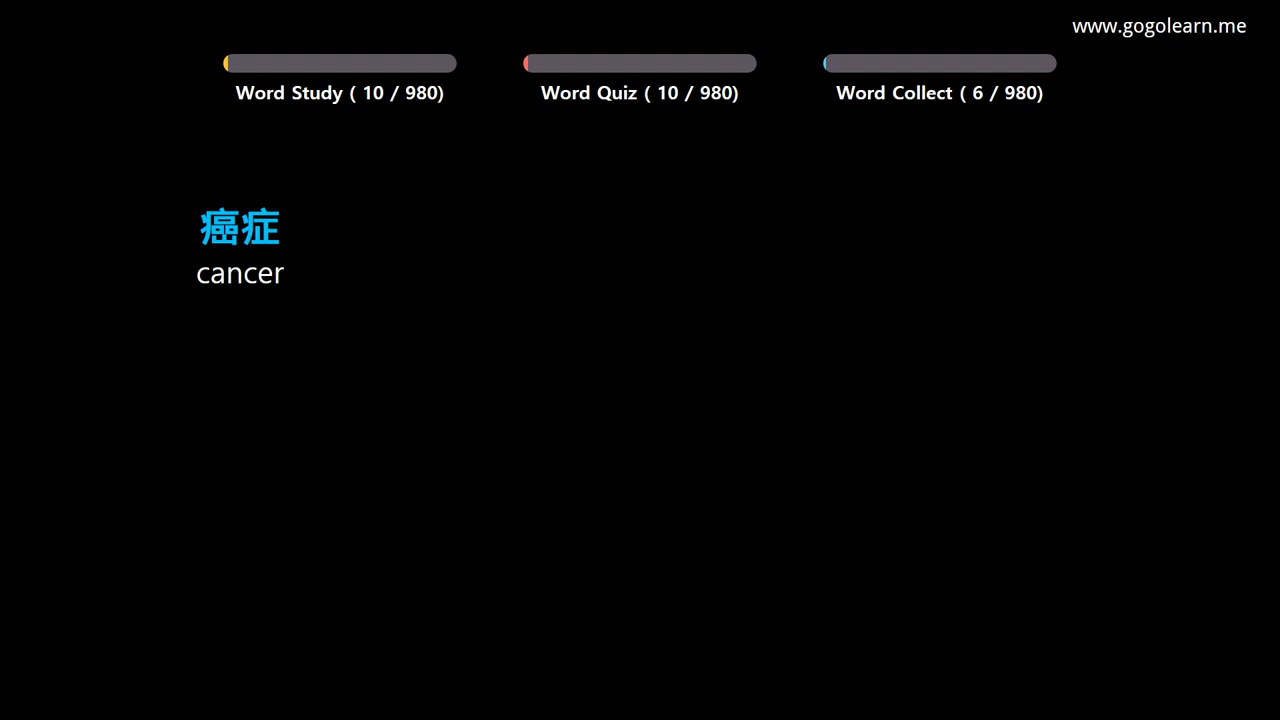 www.gogolearn.me
Word Study ( 10 / 980)
Word Quiz ( 10 / 980)
Word Collect ( 6 / 980)
癌症
cancer